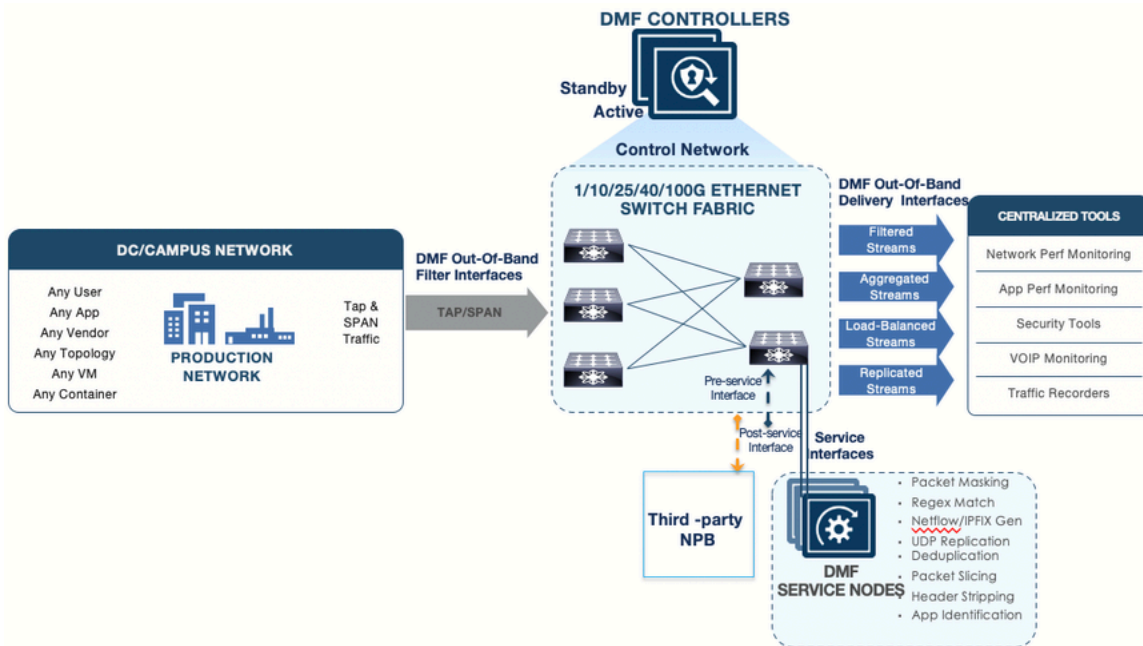 DMF CONTROLLERS
Standby
Active
Control Network
1/10/25/40/100G ETHERNET
SWITCH FABRIC
DC/CAMPUS NETWORK
Any User
Any App
Any Vendor
Any Topology
Any VM
Any Container
PRODUCTION
NETWORK
Tap &
SPAN
Traffic
DMF Out-Of-Band
Filter Interfaces
TAP/SPAN
DMF Out-Of-Band
Delivery Interfaces
Filtered
Streams
Aggregated
Streams
Load-Balanced
Streams
Replicated
Streams
CENTRALIZED TOOLS
Network Perf Monitoring
App Perf Monitoring
Security Tools
VOIP Monitoring
Traffic Recorders
Pre-service
Interface
Post-service
Interface
Service
Interfaces
Third -party
NPB
DMF
SERVICE NODES
• Packet Masking
• Regex Match
• Netflow/IPFIX Gen
• UDP Replication
• Deduplication
• Packet Slicing
• Header Stripping
• App Identification